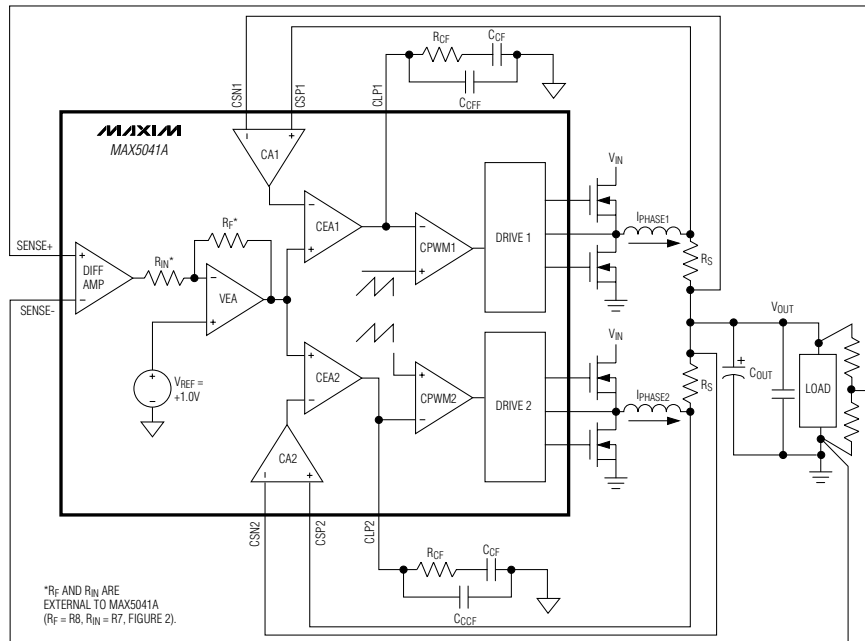 RCF
CCF
CCFF
CSN1
CSP1
CLP1
MAXIM
MAX5041A
CA1
VIN
DRIVE 1
IPHASE1
RF*
CEA1
CPWM1
RS
SENSE+
DIFF
AMP
RIN*
VEA
SENSE-
VOUT
VIN
VREF =
+1.0V
CEA2
CPWM2
DRIVE 2
RS
COUT
LOAD
IPHASE2
CA2
CSN2
CSP2
CLP2
RCF
CCF
CCCF
*RF AND RIN ARE
EXTERNAL TO MAX5041A
(RF = R8, RIN = R7, FIGURE 2).